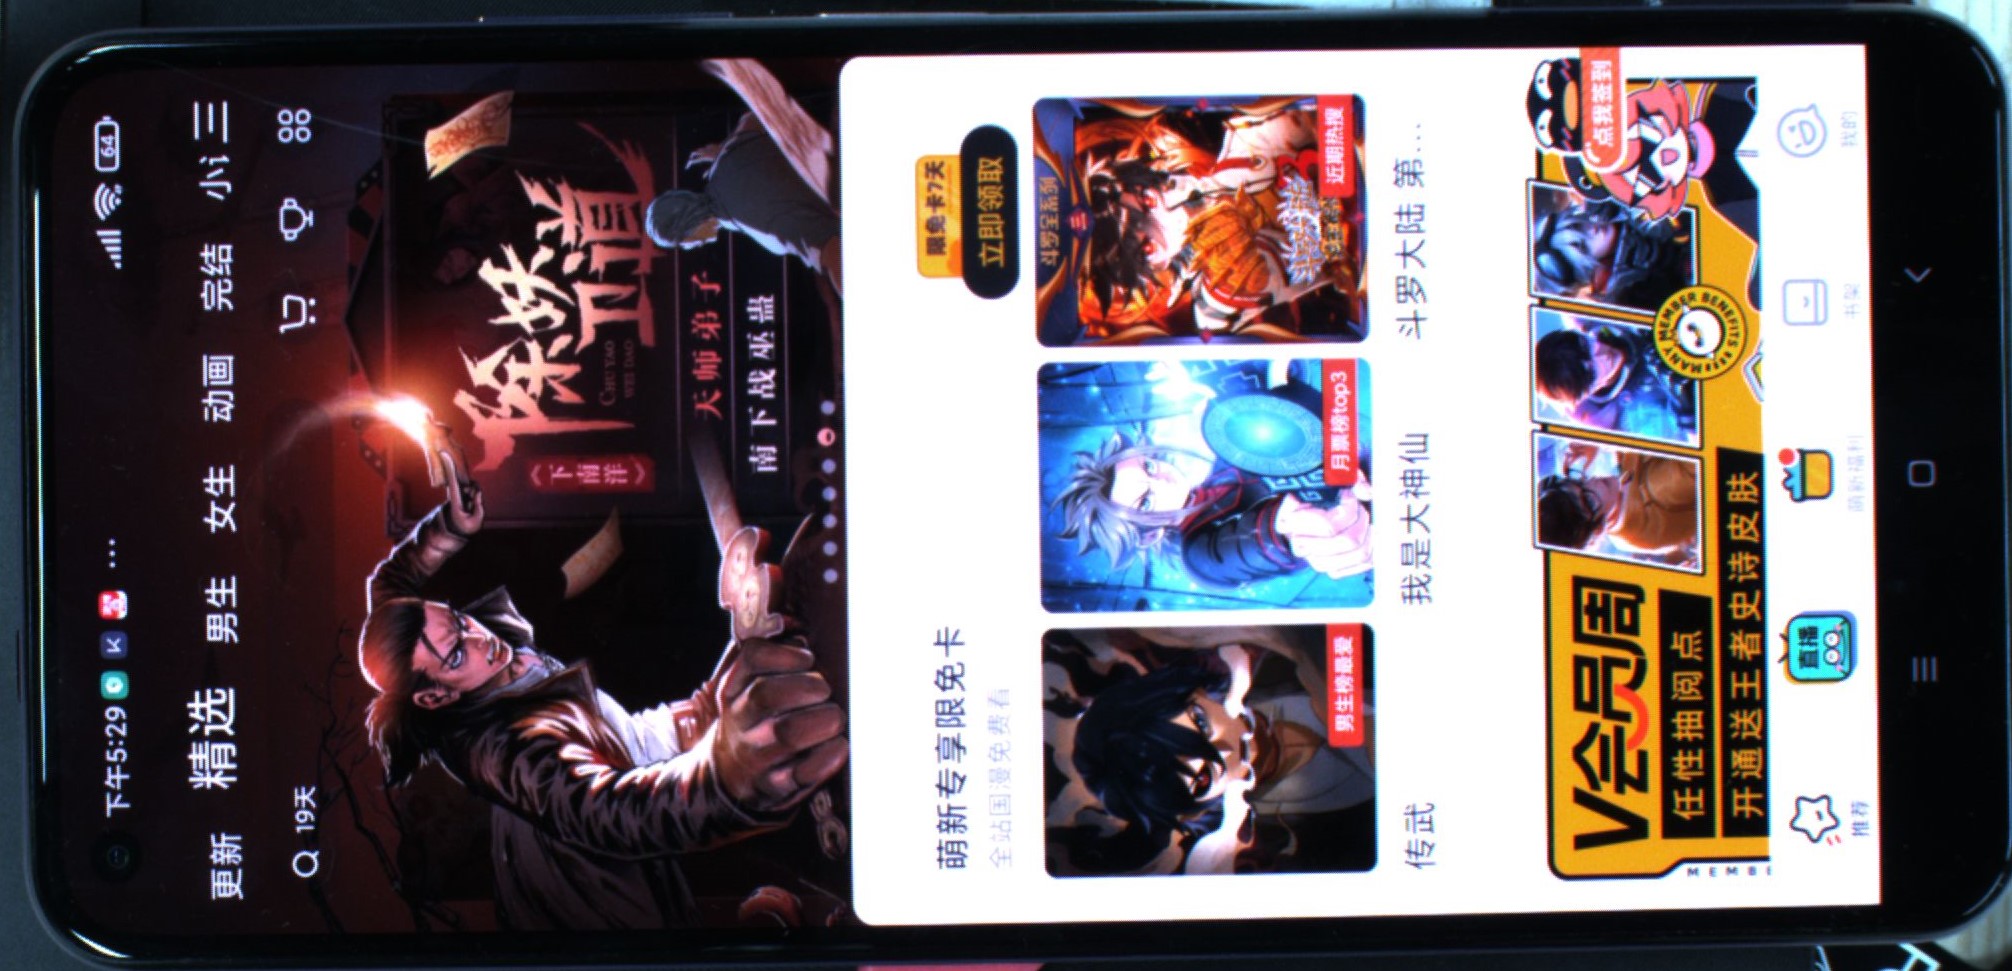 下午5:29
64
更新 精选 男生 女生 动画 完结
19天
除妖卫道
《下南洋》
CHU YAO
WEI DAO
天师弟子
南下战巫蛊
萌新专享限免卡
全站国漫免费看
限免卡7天
立即领取
斗罗全系列
男生榜最爱
月票榜top3
近期热搜
传武
我是大神仙
斗罗大陆 第...
V会员周
任性抽阅点
开通送王者史诗皮肤
MANY MEMBER BENEFITS
点我签到
直播
推荐
萌新福利
书架
我的